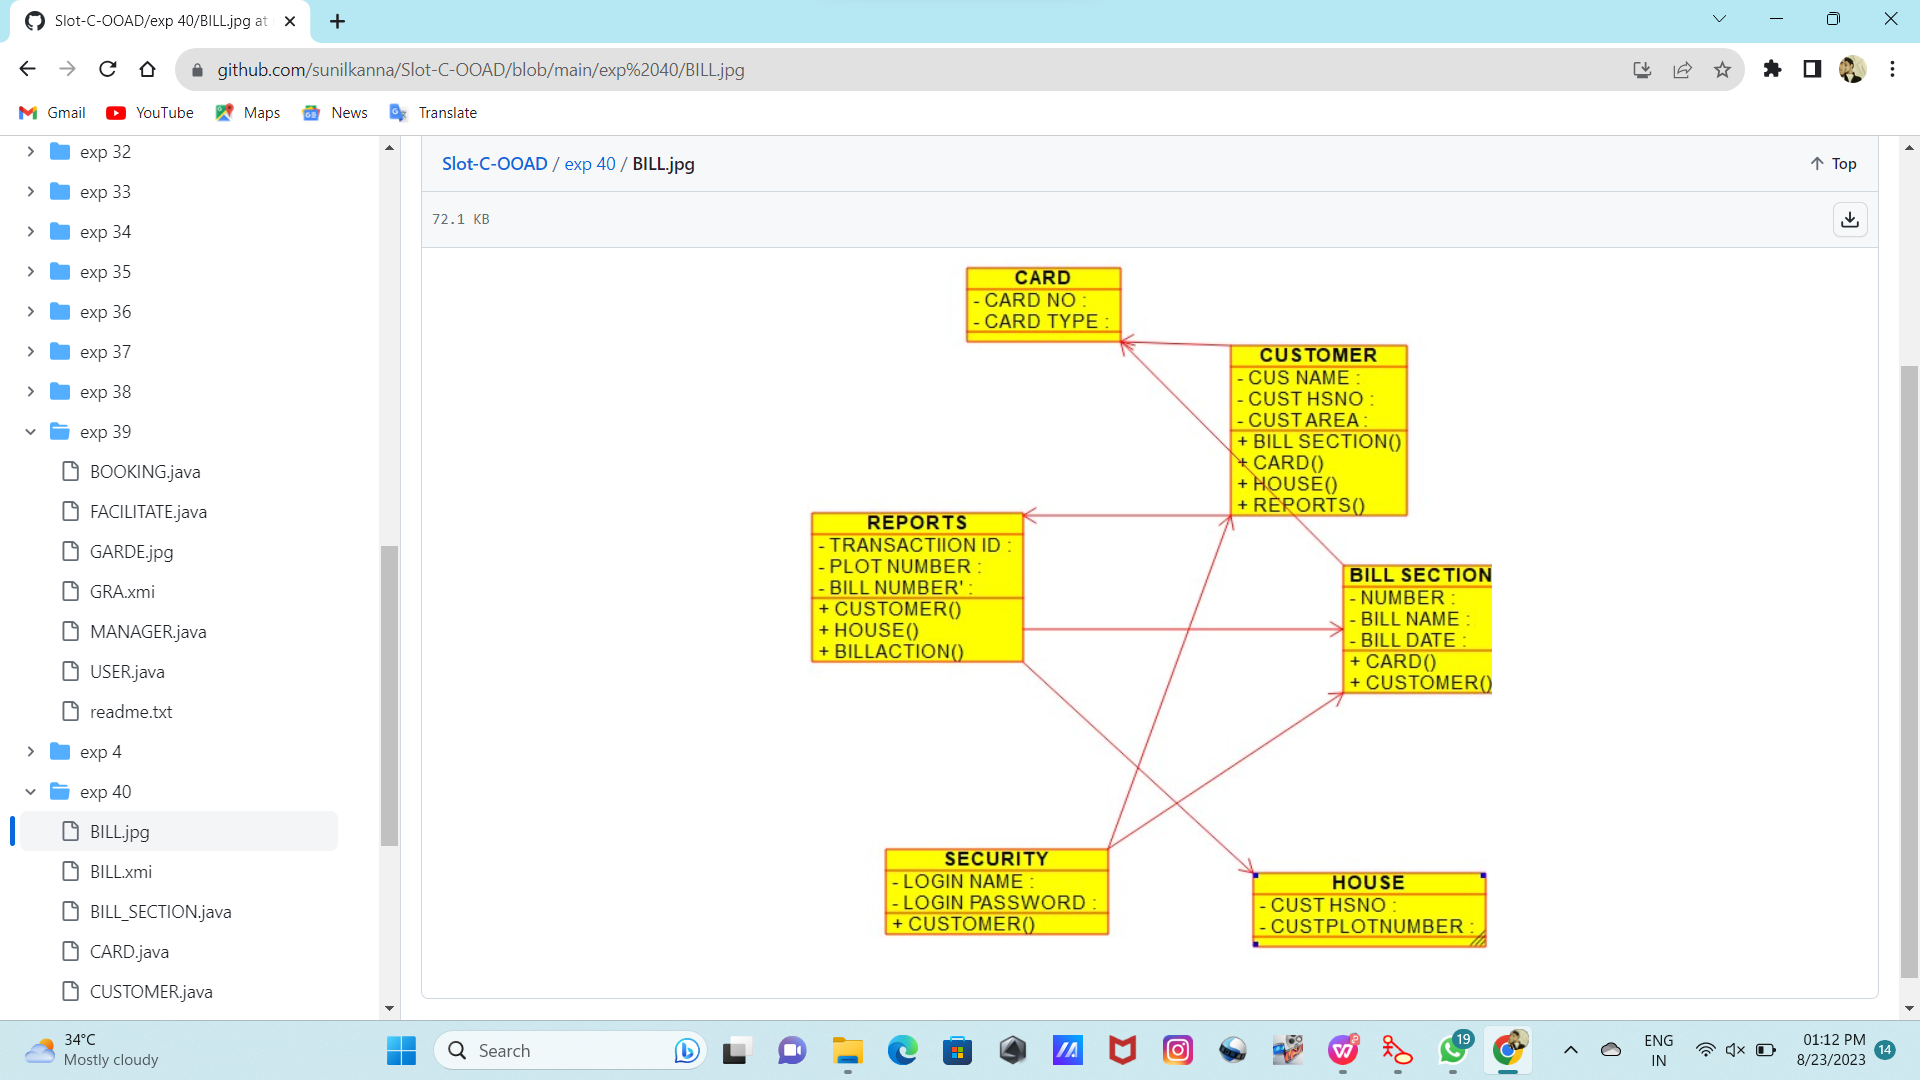 Slot-C-OOAD/exp 40/BILL.jpg at
github.com/sunilkanna/Slot-C-OOAD/blob/main/exp%2040/BILL.jpg
Gmail
YouTube
Maps
News
Translate
exp 32
exp 33
exp 34
exp 35
exp 36
exp 37
exp 38
exp 39
BOOKING.java
FACILITATE.java
GARDE.jpg
GRA.xmi
MANAGER.java
USER.java
readme.txt
exp 4
exp 40
BILL.jpg
BILL.xmi
BILL_SECTION.java
CARD.java
CUSTOMER.java
Slot-C-OOAD / exp 40 / BILL.jpg
Top
72.1 KB
CARD
- CARD NO :
- CARD TYPE :
CUSTOMER
- CUS NAME :
- CUST HSNO :
- CUST AREA :
+ BILL SECTION()
+ CARD()
+ HOUSE()
+ REPORTS()
REPORTS
- TRANSACTIION ID :
- PLOT NUMBER :
- BILL NUMBER' :
+ CUSTOMER()
+ HOUSE()
+ BILLACTION()
BILL SECTION
- NUMBER :
- BILL NAME :
- BILL DATE :
+ CARD()
+ CUSTOMER()
SECURITY
- LOGIN NAME :
- LOGIN PASSWORD :
+ CUSTOMER()
HOUSE
- CUST HSNO :
- CUSTPLOTNUMBER :
34°C
Mostly cloudy
Search
19
ENG
IN
01:12 PM
8/23/2023
14